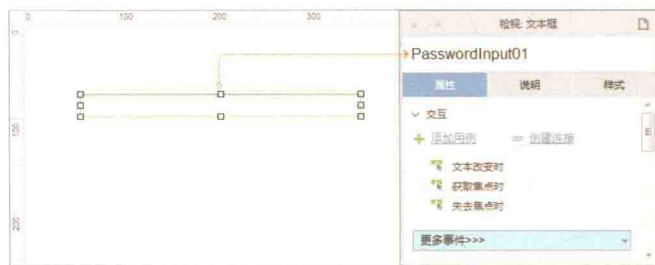 0 100 200 300
0
100
200
检视: 文本框
PasswordInput01
属性 说明 样式
交互
添加用例 创建连接
文本改变时
获取焦点时
失去焦点时
更多事件>>>